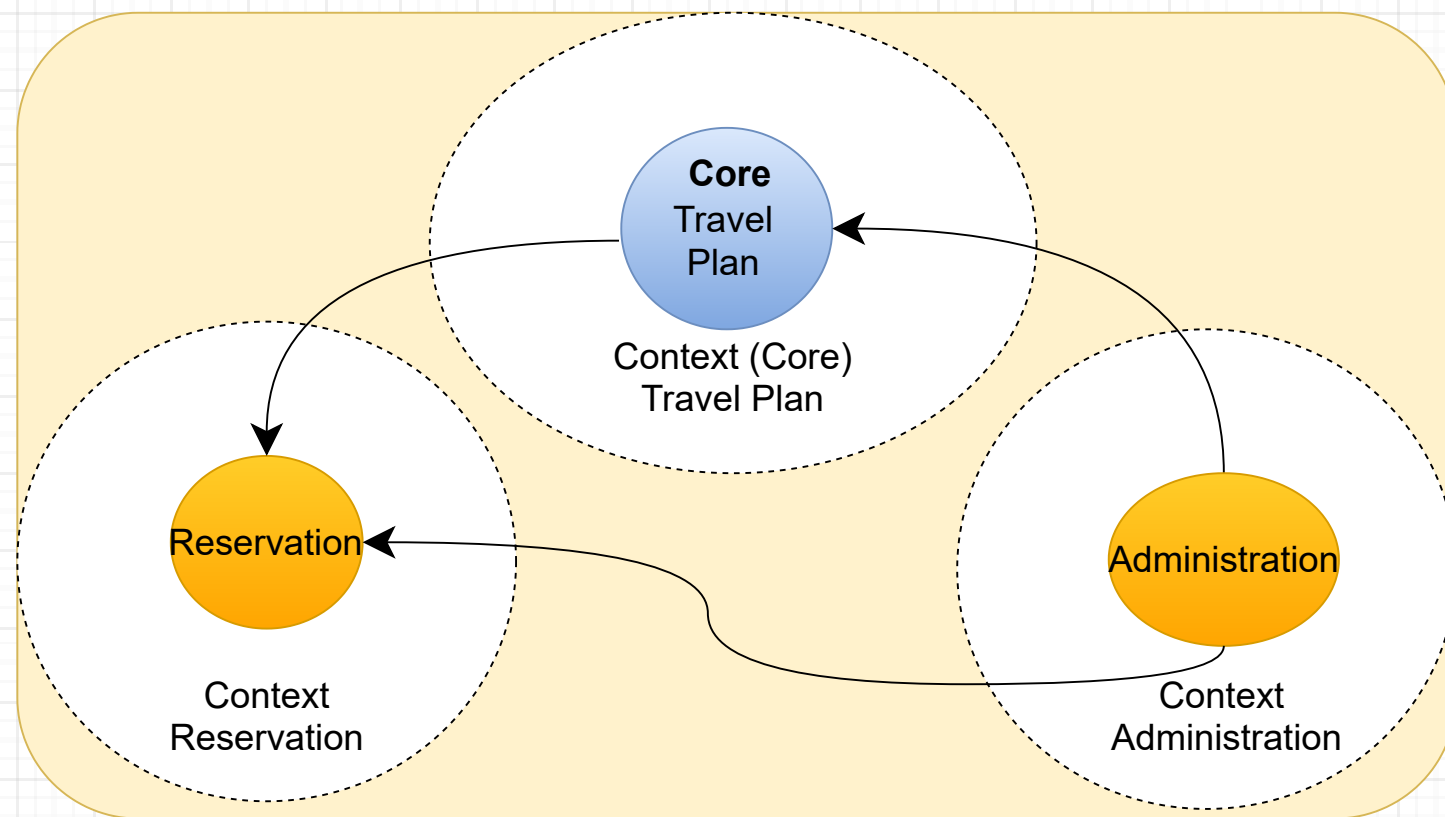 Core
Travel
Plan
Context (Core)
Travel Plan
Reservation
Administration
Context
Reservation
Context
Administration